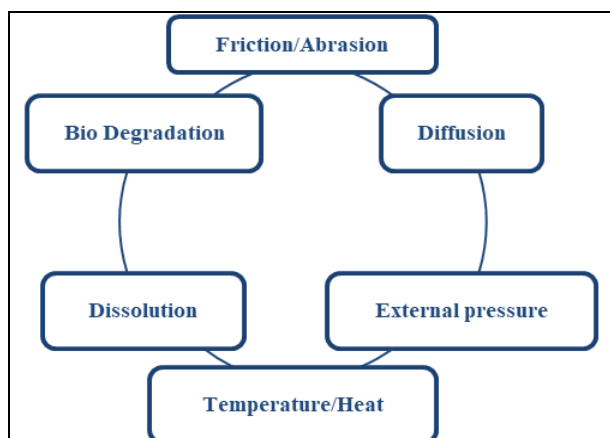 Friction/Abrasion
Bio Degradation
Diffusion
Dissolution
External pressure
Temperature/Heat